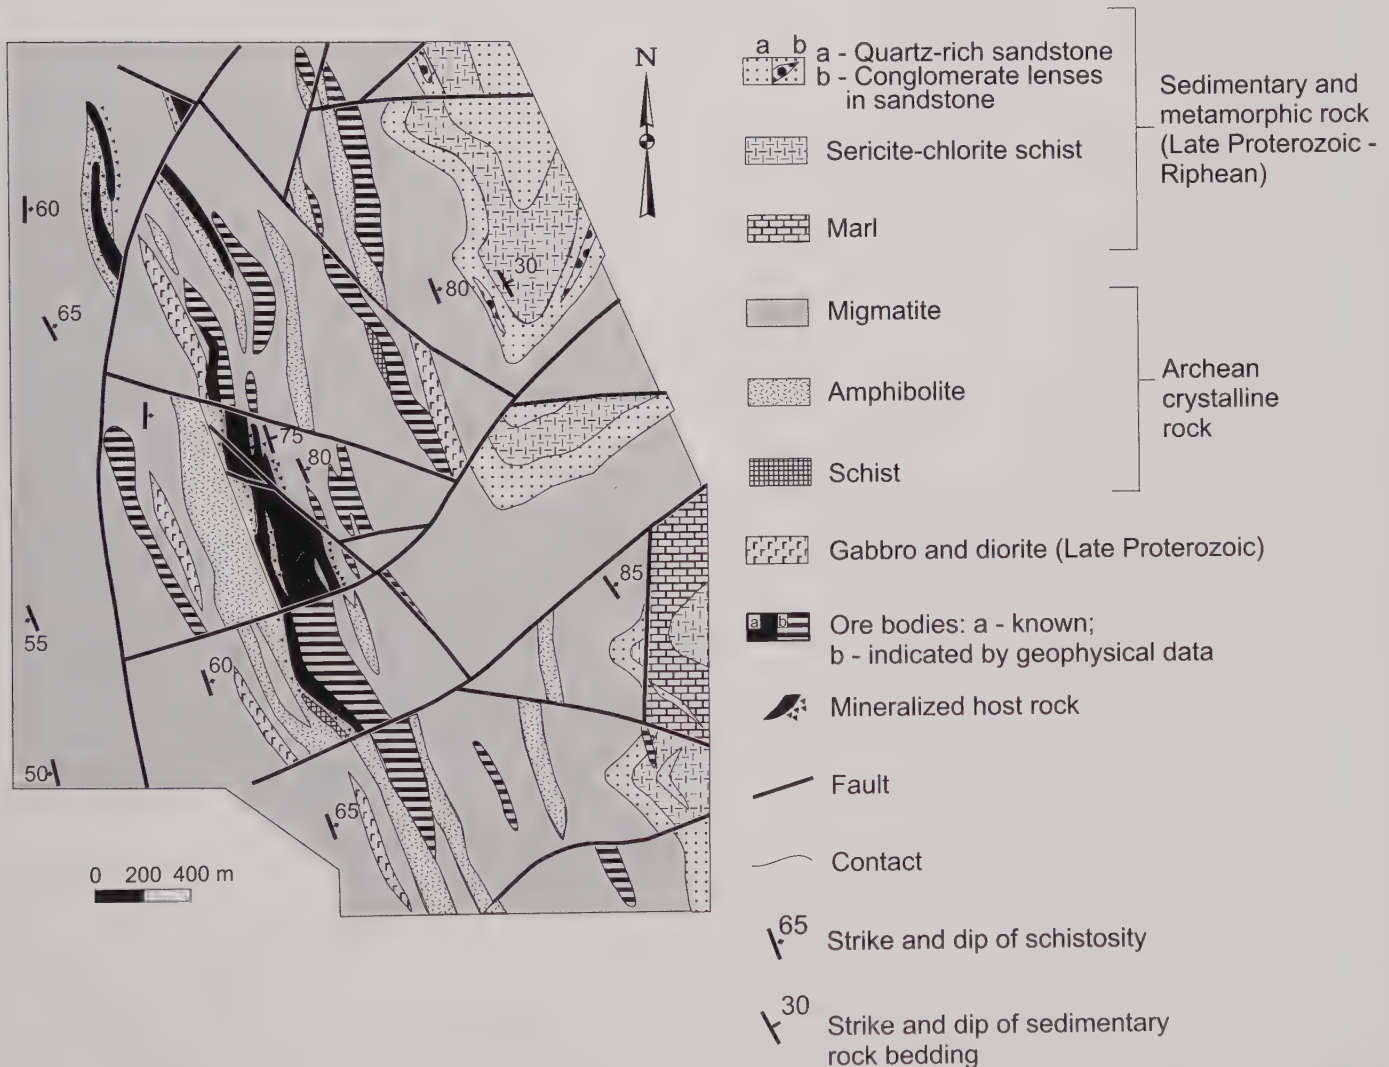 N
60
65
80
30
75
80
85
55
60
50
65
0 200 400 m
a b
a - Quartz-rich sandstone
b - Conglomerate lenses
in sandstone
Sericite-chlorite schist
Marl
Sedimentary and
metamorphic rock
(Late Proterozoic -
Riphean)
Migmatite
Amphibolite
Schist
Archean
crystalline
rock
Gabbro and diorite (Late Proterozoic)
a b
Ore bodies: a - known;
b - indicated by geophysical data
Mineralized host rock
Fault
Contact
65
Strike and dip of schistosity
30
Strike and dip of sedimentary
rock bedding